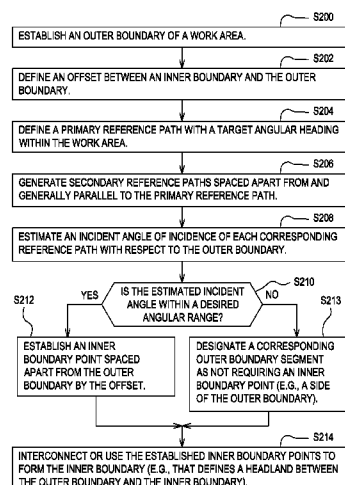 S200
ESTABLISH AN OUTER BOUNDARY OF A WORK AREA.
S202
DEFINE AN OFFSET BETWEEN AN INNER BOUNDARY AND THE OUTER
BOUNDARY.
S204
DEFINE A PRIMARY REFERENCE PATH WITH A TARGET ANGULAR HEADING
WITHIN THE WORK AREA.
S206
GENERATE SECONDARY REFERENCE PATHS SPACED APART FROM AND
GENERALLY PARALLEL TO THE PRIMARY REFERENCE PATH.
S208
ESTIMATE AN INCIDENT ANGLE OF INCIDENCE OF EACH CORRESPONDING
REFERENCE PATH WITH RESPECT TO THE OUTER BOUNDARY.
S210
IS THE ESTIMATED INCIDENT
ANGLE WITHIN A DESIRED
ANGULAR RANGE?
YES
NO
S212
ESTABLISH AN INNER
BOUNDARY POINT SPACED
APART FROM THE OUTER
BOUNDARY BY THE OFFSET.
S213
DESIGNATE A CORRESPONDING
OUTER BOUNDARY SEGMENT
AS NOT REQUIRING AN INNER
BOUNDARY POINT (E.G., A SIDE
OF THE OUTER BOUNDARY).
S214
INTERCONNECT OR USE THE ESTABLISHED INNER BOUNDARY POINTS TO
FORM THE INNER BOUNDARY (E.G., THAT DEFINES A HEADLAND BETWEEN
THE OUTER BOUNDARY AND THE INNER BOUNDARY).